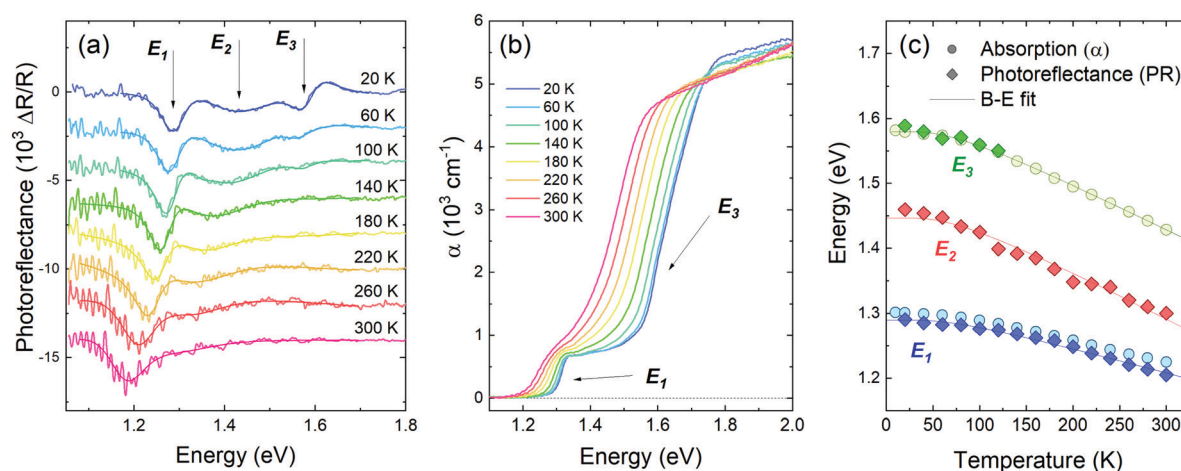 (a)
E1
E2
E3
20 K
60 K
100 K
140 K
180 K
220 K
260 K
300 K
0
-5
-10
-15
1.2
1.4
1.6
1.8
Photoreflectance (10³ ΔR/R)
Energy (eV)
(b)
20 K
60 K
100 K
140 K
180 K
220 K
260 K
300 K
E3
E1
6
5
4
3
2
1
0
1.2
1.4
1.6
1.8
2.0
α (10³ cm⁻¹)
Energy (eV)
(c)
Absorption (α)
Photoreflectance (PR)
B-E fit
E3
E2
E1
1.7
1.6
1.5
1.4
1.3
1.2
0
50
100
150
200
250
300
Energy (eV)
Temperature (K)